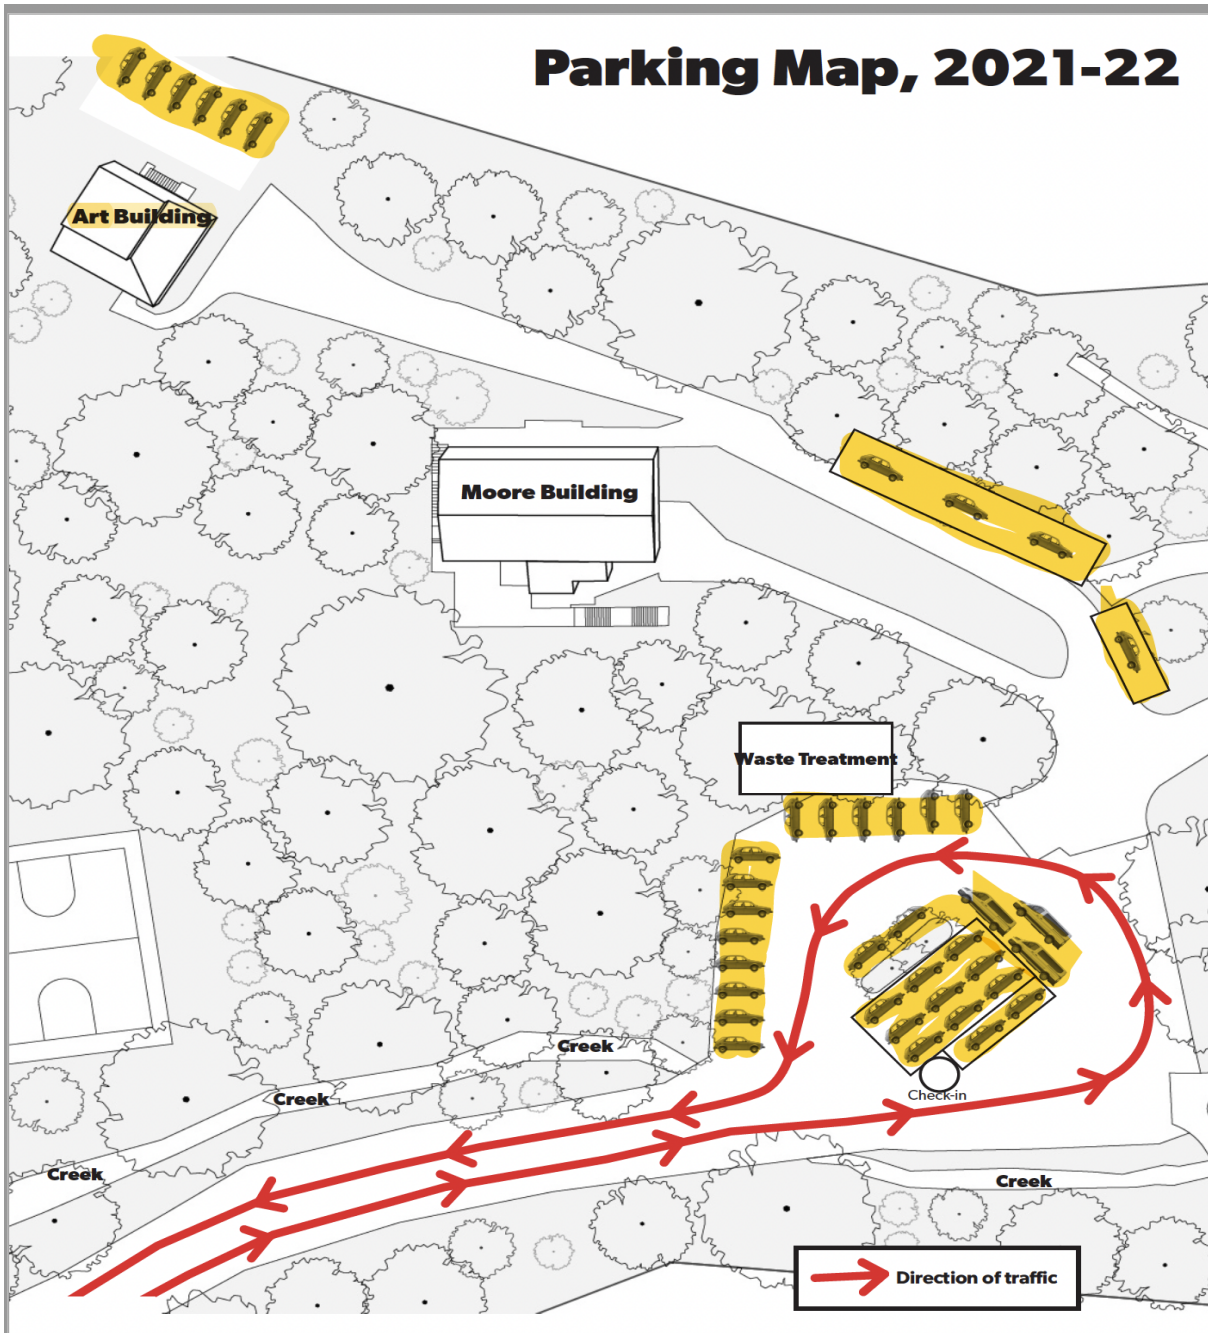 Parking Map, 2021-22
Art Building
Moore Building
Waste Treatment
Creek
Check-in
Creek
Creek
Creek
Direction of traffic